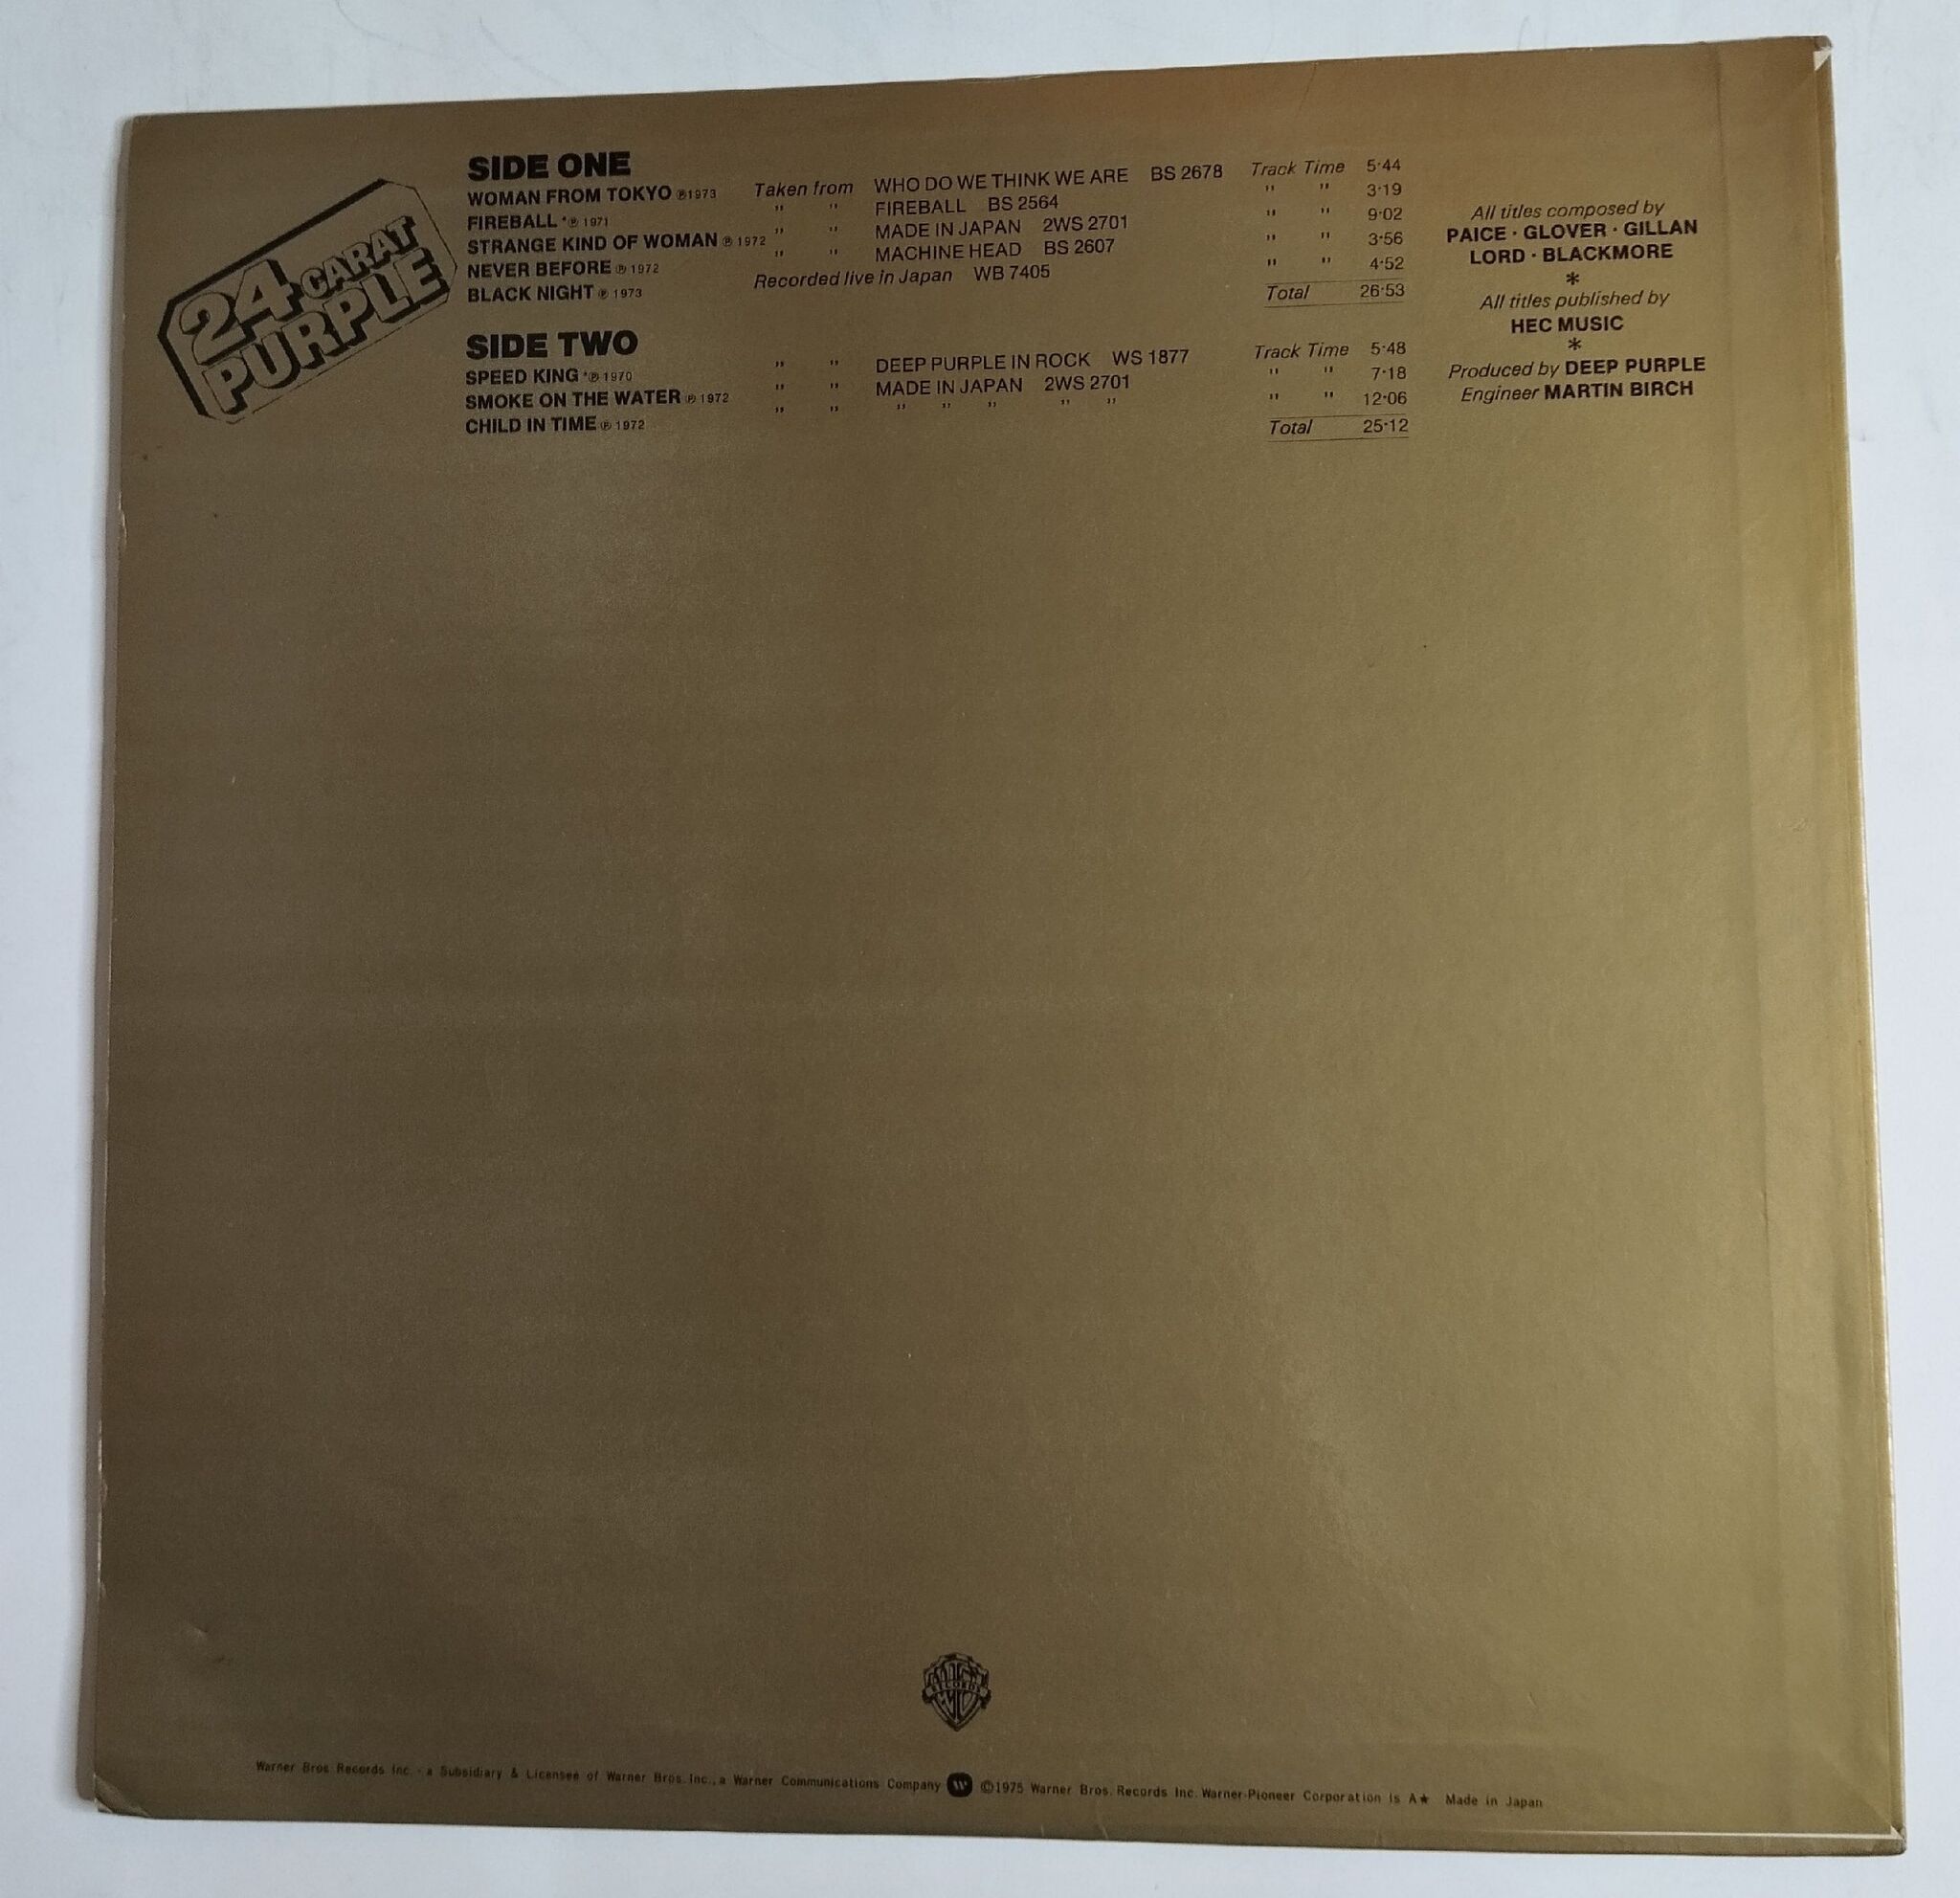 24 CARAT
PURPLE
SIDE ONE
WOMAN FROM TOKYO ℗1973 Taken from WHO DO WE THINK WE ARE BS 2678 Track Time 5·44
FIREBALL *℗ 1971 " " FIREBALL BS 2564 " " 3·19
STRANGE KIND OF WOMAN ℗ 1972 " " MADE IN JAPAN 2WS 2701 " " 9·02
NEVER BEFORE ℗ 1972 " " MACHINE HEAD BS 2607 " " 3·56
BLACK NIGHT ℗ 1973 Recorded live in Japan WB 7405 " " 4·52
Total 26·53
SIDE TWO
SPEED KING *℗ 1970 " " DEEP PURPLE IN ROCK WS 1877 Track Time 5·48
SMOKE ON THE WATER ℗ 1972 " " MADE IN JAPAN 2WS 2701 " " 7·18
CHILD IN TIME ℗ 1972 " " " " " " " " " 12·06
Total 25·12
All titles composed by
PAICE · GLOVER · GILLAN
LORD · BLACKMORE
*
All titles published by
HEC MUSIC
*
Produced by DEEP PURPLE
Engineer MARTIN BIRCH
RECORDS
Warner Bros. Records Inc. - a Subsidiary & Licensee of Warner Bros. Inc., a Warner Communications Company W ©1975 Warner Bros. Records Inc. Warner-Pioneer Corporation Is A★ Made in Japan